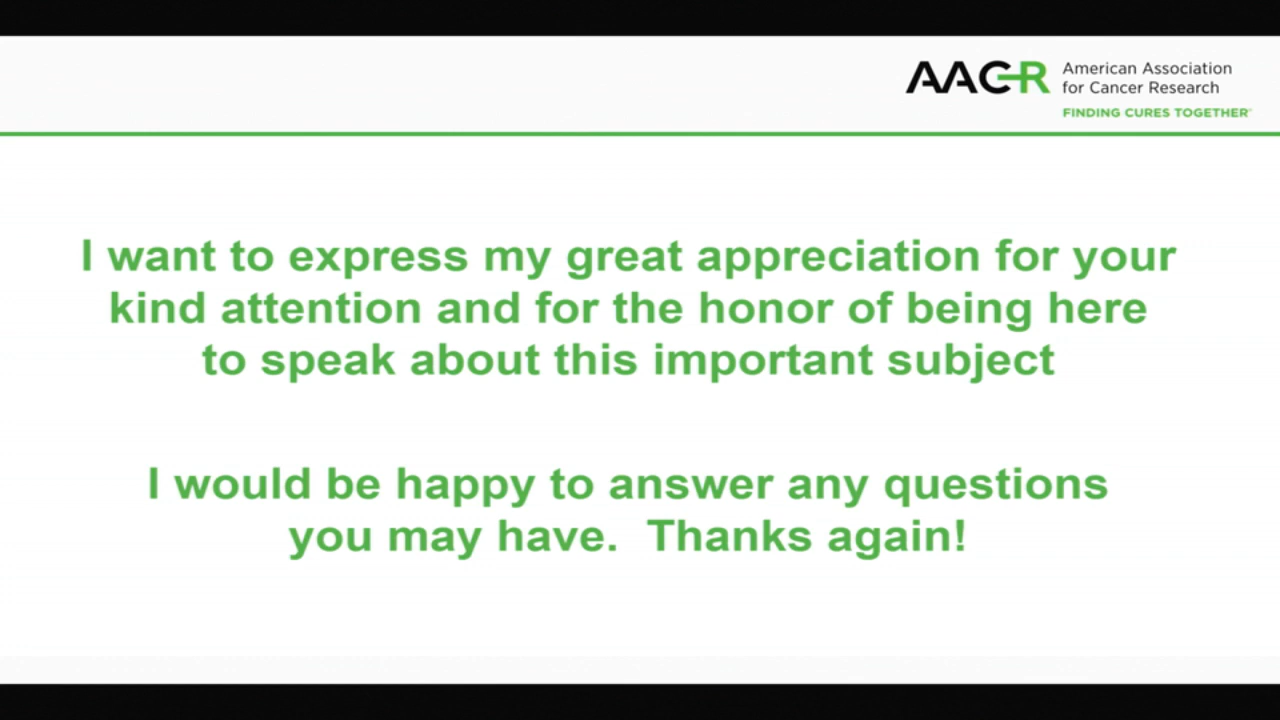 AACR
American Association
for Cancer Research
FINDING CURES TOGETHER™
I want to express my great appreciation for your
kind attention and for the honor of being here
to speak about this important subject
I would be happy to answer any questions
you may have.  Thanks again!